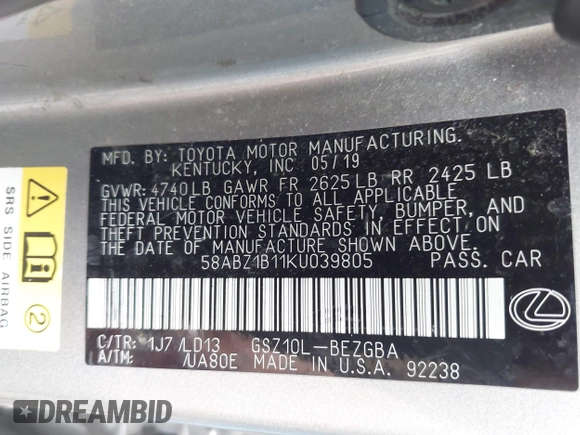 MFD. BY: TOYOTA MOTOR MANUFACTURING.
KENTUCKY, INC 05/19
GVWR: 4740LB GAWR FR 2625LB RR 2425 LB
THIS VEHICLE CONFORMS TO ALL APPLICABLE
FEDERAL MOTOR VEHICLE SAFETY, BUMPER, AND
THEFT PREVENTION STANDARDS IN EFFECT ON
THE DATE OF MANUFACTURE SHOWN ABOVE.
58ABZ1B11KU039805 PASS. CAR
C/TR: 1J7 /LD13 GSZ10L-BEZGBA
A/TM: /UA80E MADE IN U.S.A. 92238
SRS SIDE AIRBAG
2
DREAMBID